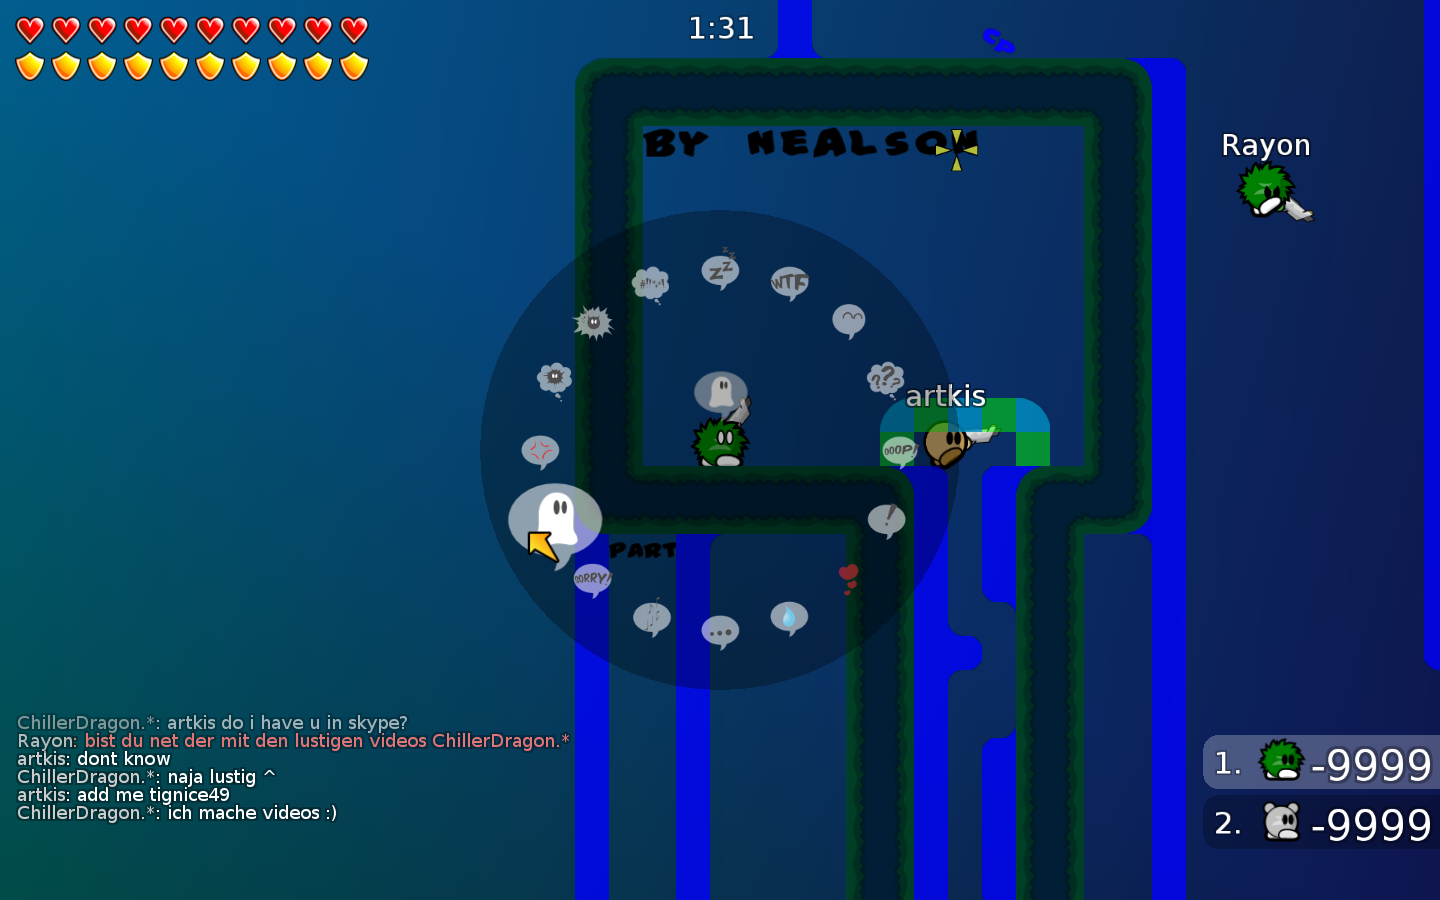 1:31
BY NEALSON
Rayon
zzz
WTF
???
artkis
OOOP!
!
PART
SORRY!
...
ChillerDragon.*: artkis do i have u in skype?
Rayon: bist du net der mit den lustigen videos ChillerDragon.*
artkis: dont know
ChillerDragon.*: naja lustig ^
artkis: add me tignice49
ChillerDragon.*: ich mache videos :)
1. -9999
2. -9999